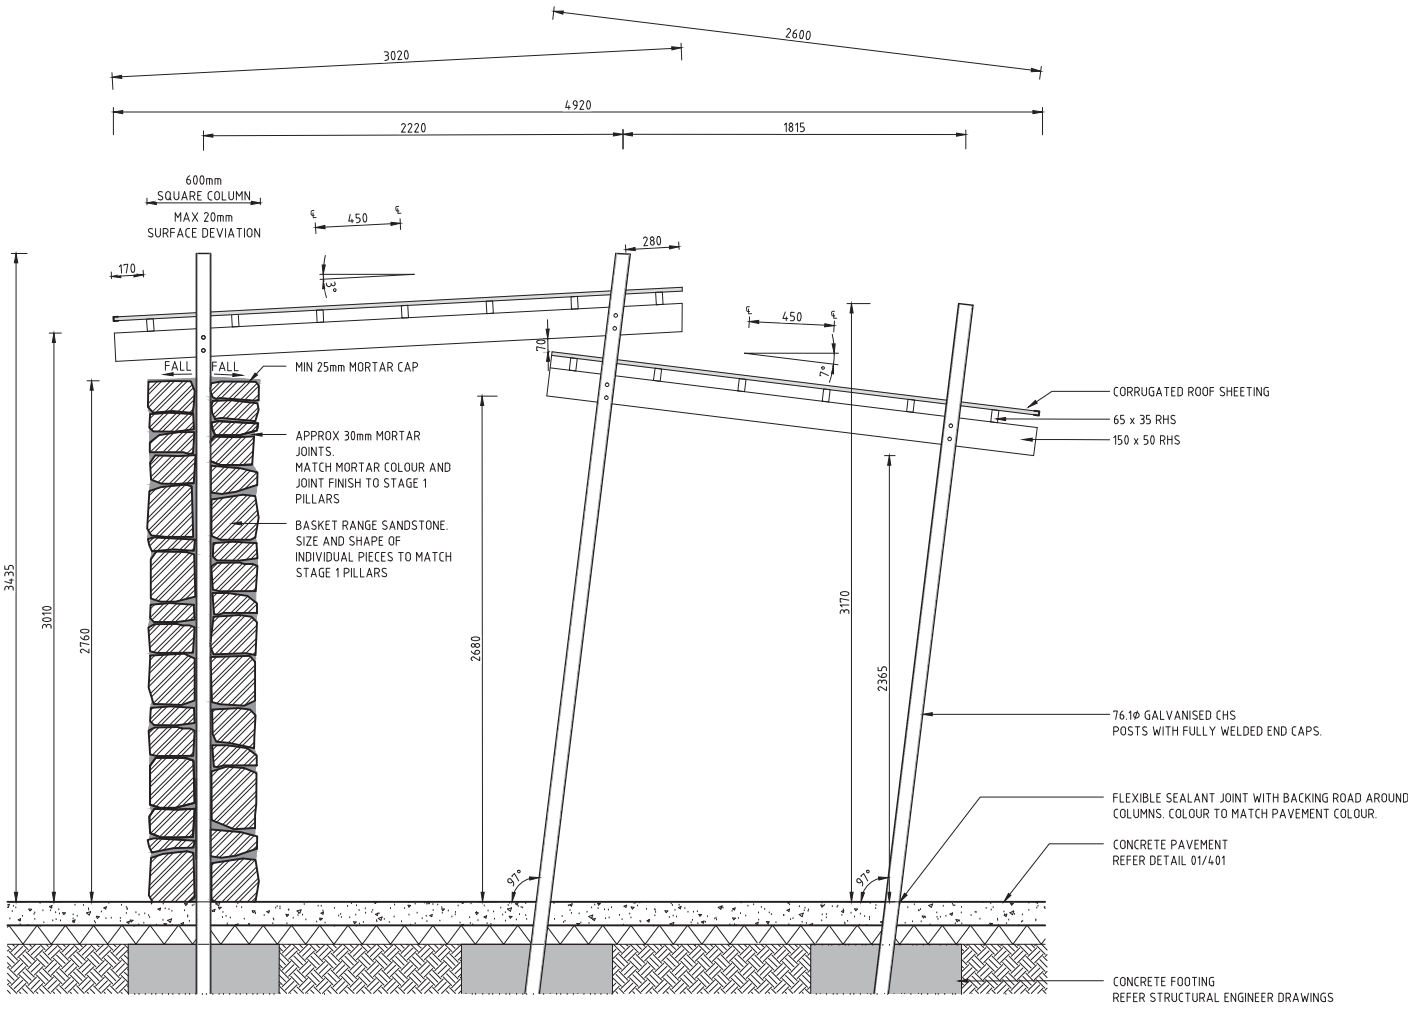 2600
3020
4920
2220
1815
600mm
SQUARE COLUMN
MAX 20mm
SURFACE DEVIATION
℄
℄
450
280
170
3°
℄
℄
450
70
7°
FALL
FALL
MIN 25mm MORTAR CAP
CORRUGATED ROOF SHEETING
65 x 35 RHS
150 x 50 RHS
APPROX 30mm MORTAR
JOINTS.
MATCH MORTAR COLOUR AND
JOINT FINISH TO STAGE 1
PILLARS
BASKET RANGE SANDSTONE.
SIZE AND SHAPE OF
INDIVIDUAL PIECES TO MATCH
STAGE 1 PILLARS
3435
3010
2760
2680
3170
2365
76.1ø GALVANISED CHS
POSTS WITH FULLY WELDED END CAPS.
FLEXIBLE SEALANT JOINT WITH BACKING ROAD AROUND
COLUMNS. COLOUR TO MATCH PAVEMENT COLOUR.
CONCRETE PAVEMENT
REFER DETAIL 01/401
97°
97°
CONCRETE FOOTING
REFER STRUCTURAL ENGINEER DRAWINGS